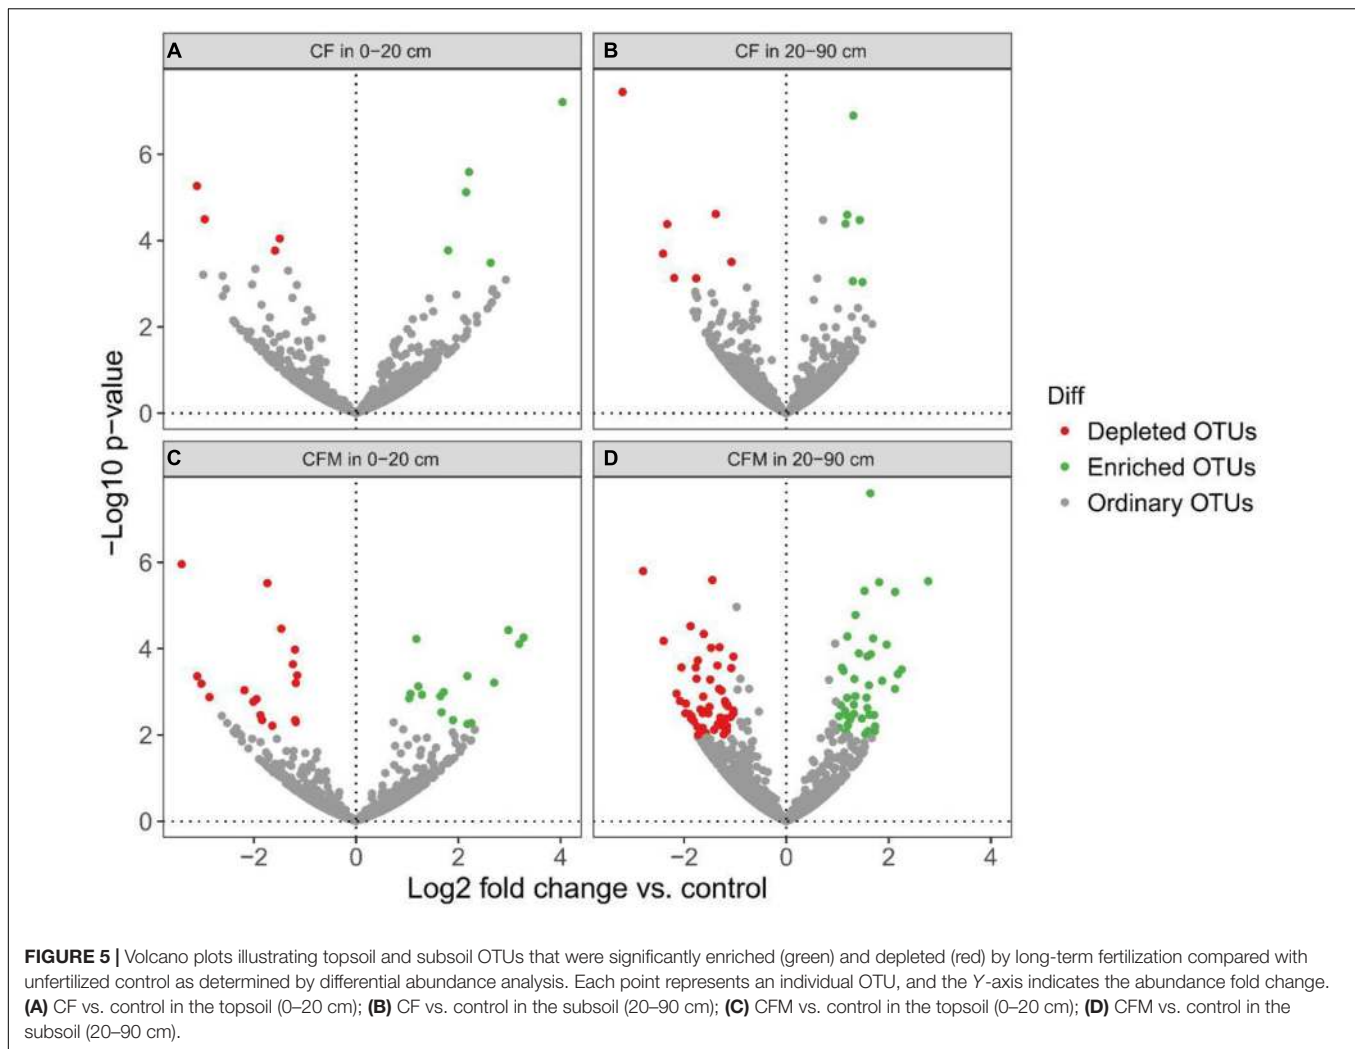 A CF in 0−20 cm
B CF in 20−90 cm
6
4
2
0
C CFM in 0−20 cm
D CFM in 20−90 cm
6
4
2
0
−2 0 2 4
−2 0 2 4
−Log10 p−value
Log2 fold change vs. control
Diff
Depleted OTUs
Enriched OTUs
Ordinary OTUs
FIGURE 5 | Volcano plots illustrating topsoil and subsoil OTUs that were significantly enriched (green) and depleted (red) by long-term fertilization compared with
unfertilized control as determined by differential abundance analysis. Each point represents an individual OTU, and the Y-axis indicates the abundance fold change.
(A) CF vs. control in the topsoil (0–20 cm); (B) CF vs. control in the subsoil (20–90 cm); (C) CFM vs. control in the topsoil (0–20 cm); (D) CFM vs. control in the
subsoil (20–90 cm).